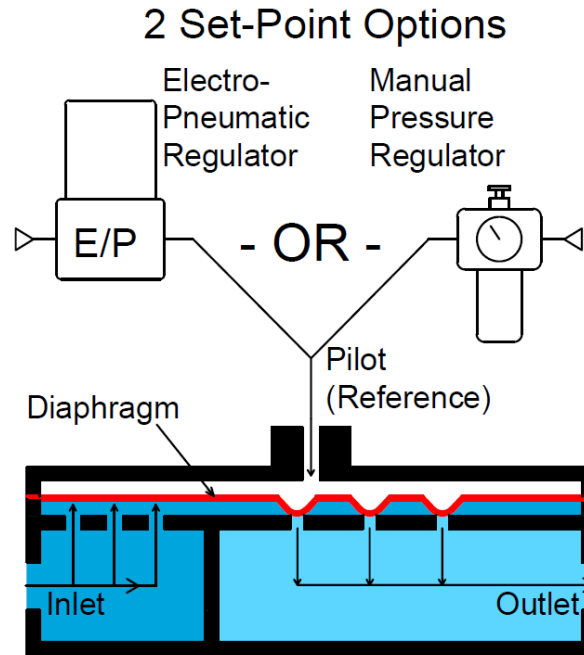 2 Set-Point Options
Electro-
Pneumatic
Regulator
Manual
Pressure
Regulator
E/P
- OR -
Pilot
(Reference)
Diaphragm
Inlet
Outlet